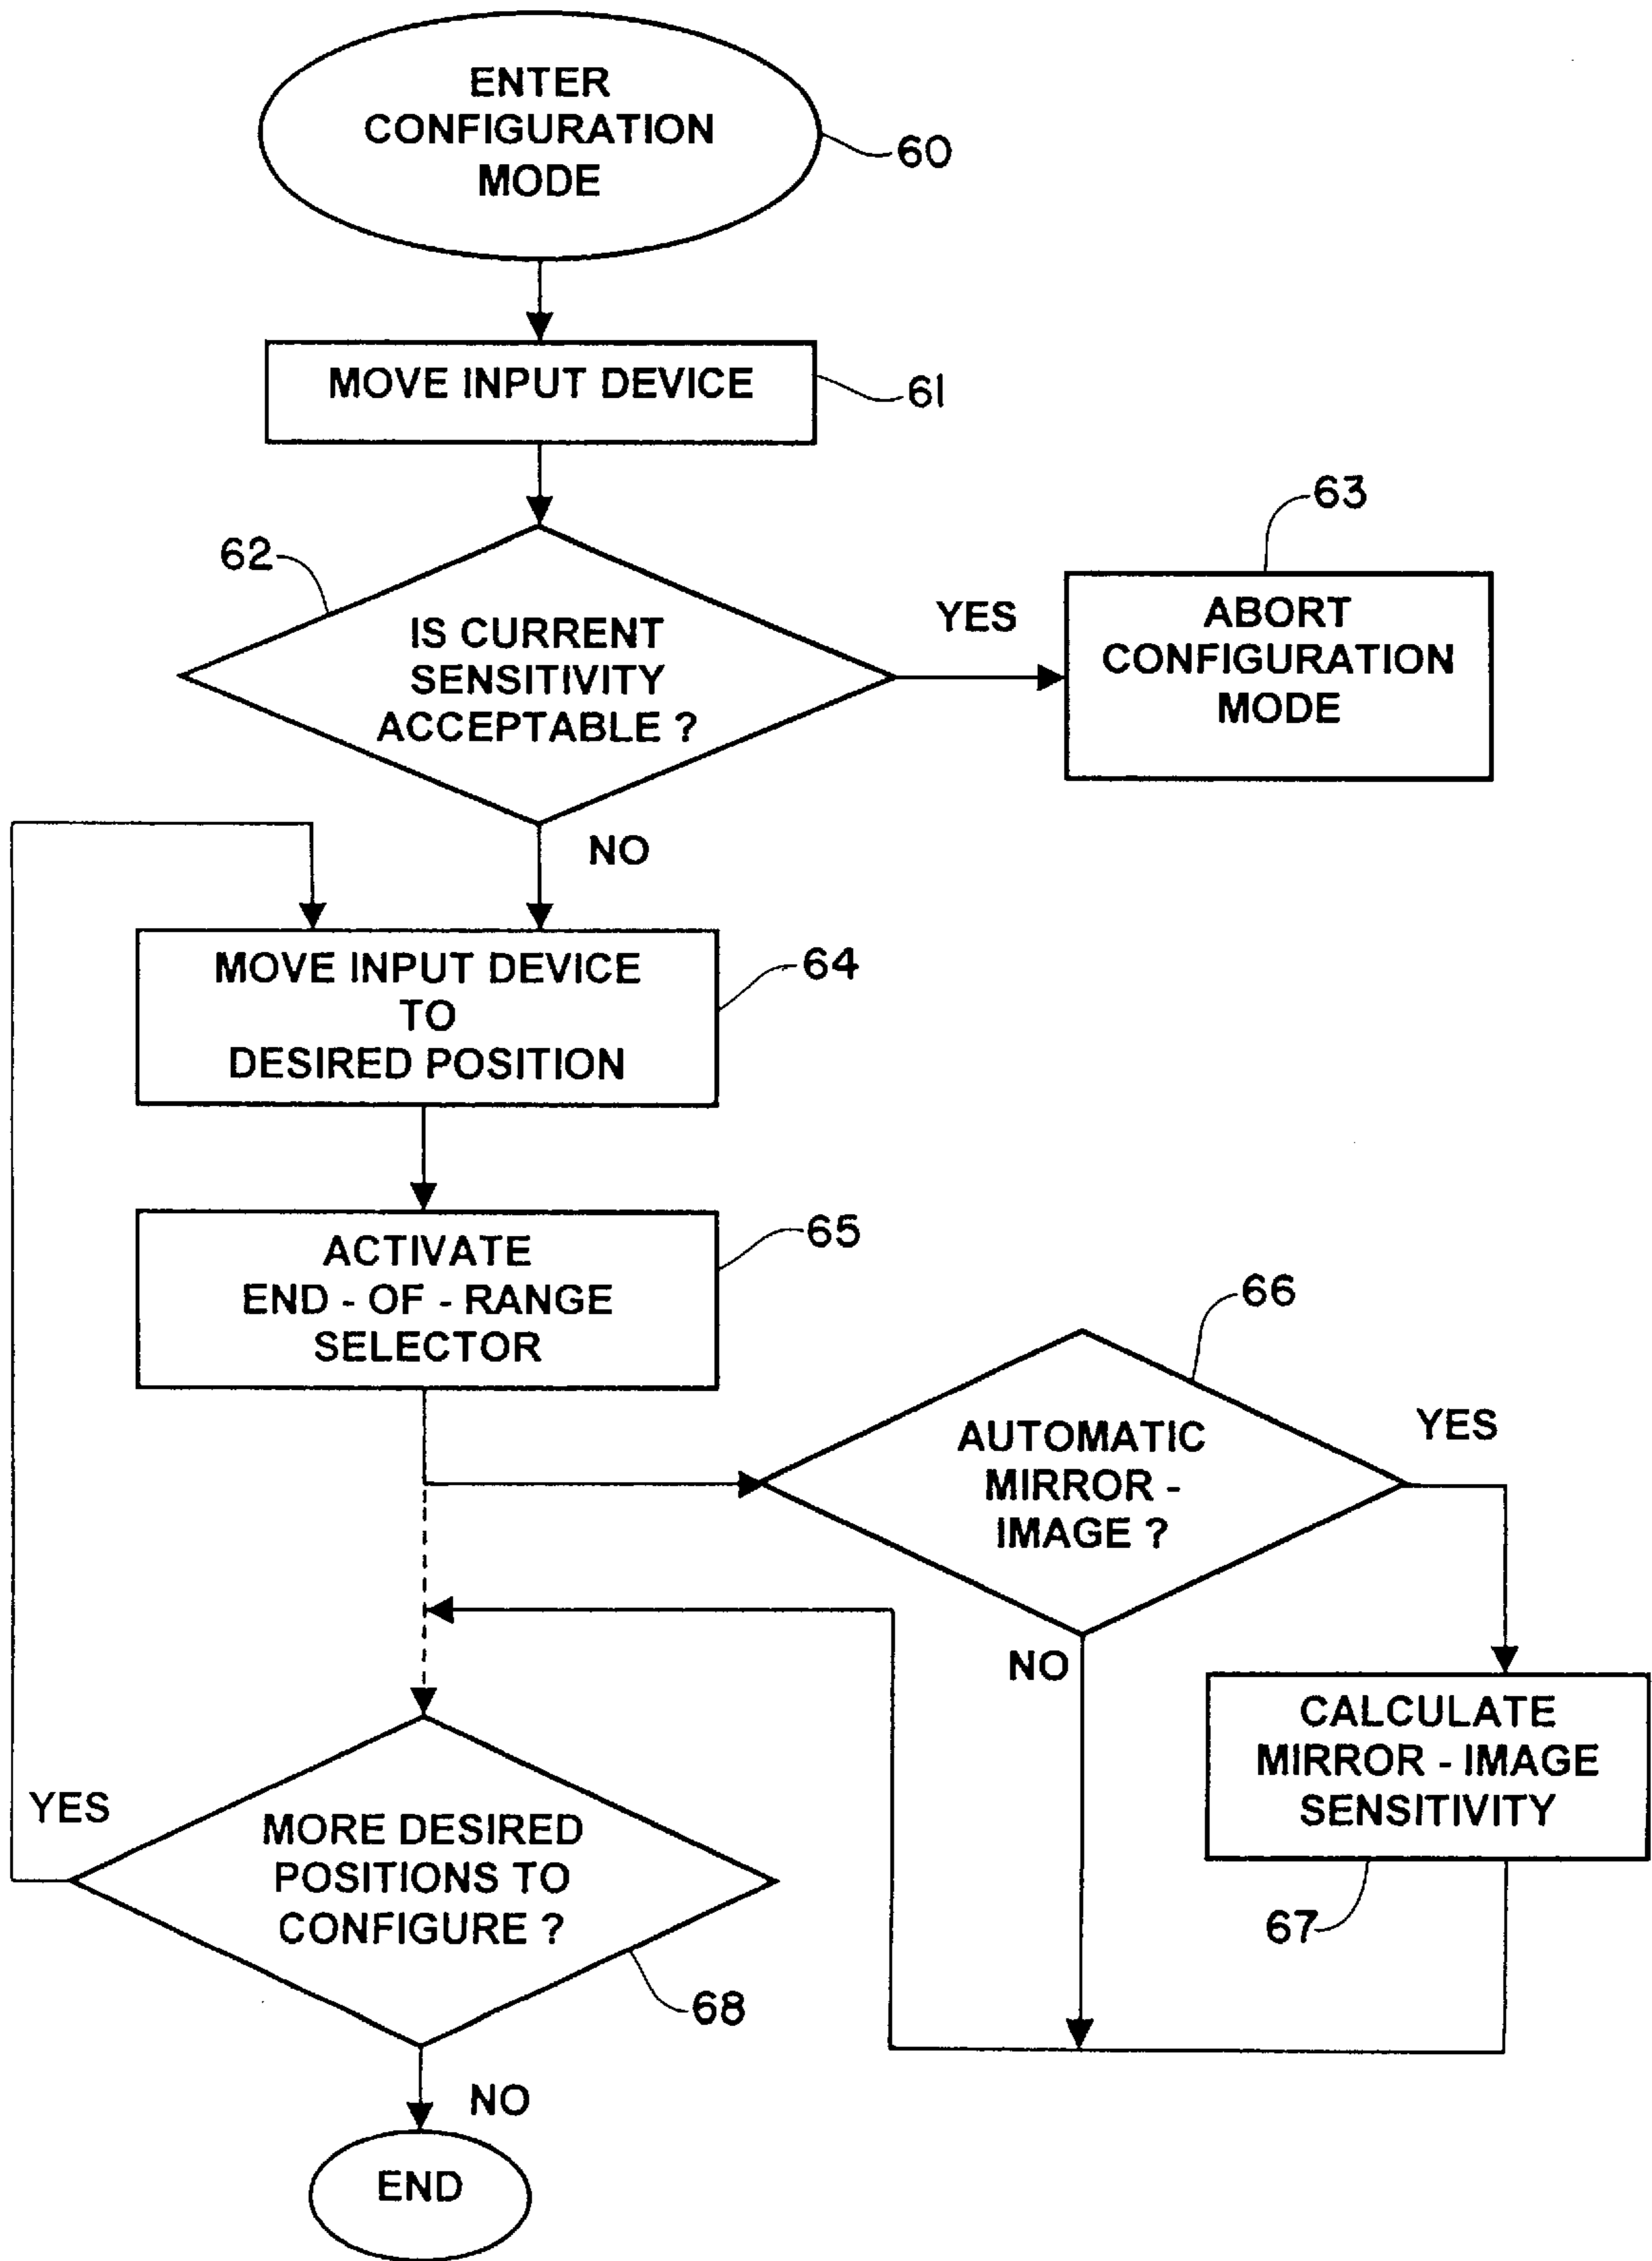 ENTER
CONFIGURATION
MODE
60
MOVE INPUT DEVICE
61
62
IS CURRENT
SENSITIVITY
ACCEPTABLE ?
YES
63
ABORT
CONFIGURATION
MODE
NO
MOVE INPUT DEVICE
TO
DESIRED POSITION
64
ACTIVATE
END - OF - RANGE
SELECTOR
65
66
AUTOMATIC
MIRROR -
IMAGE ?
YES
NO
CALCULATE
MIRROR - IMAGE
SENSITIVITY
67
YES
MORE DESIRED
POSITIONS TO
CONFIGURE ?
68
NO
END